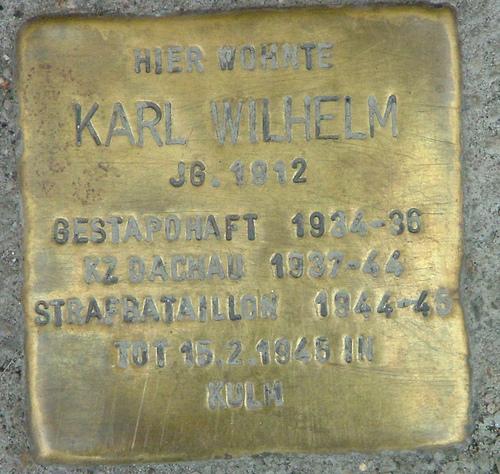 HIER WOHNTE
KARL WILHELM
JG. 1912
GESTAPOHAFT 1934-36
KZ DACHAU 1937-44
STRAFBATAILLON 1944-45
TOT 15.2.1945 IN
KULM